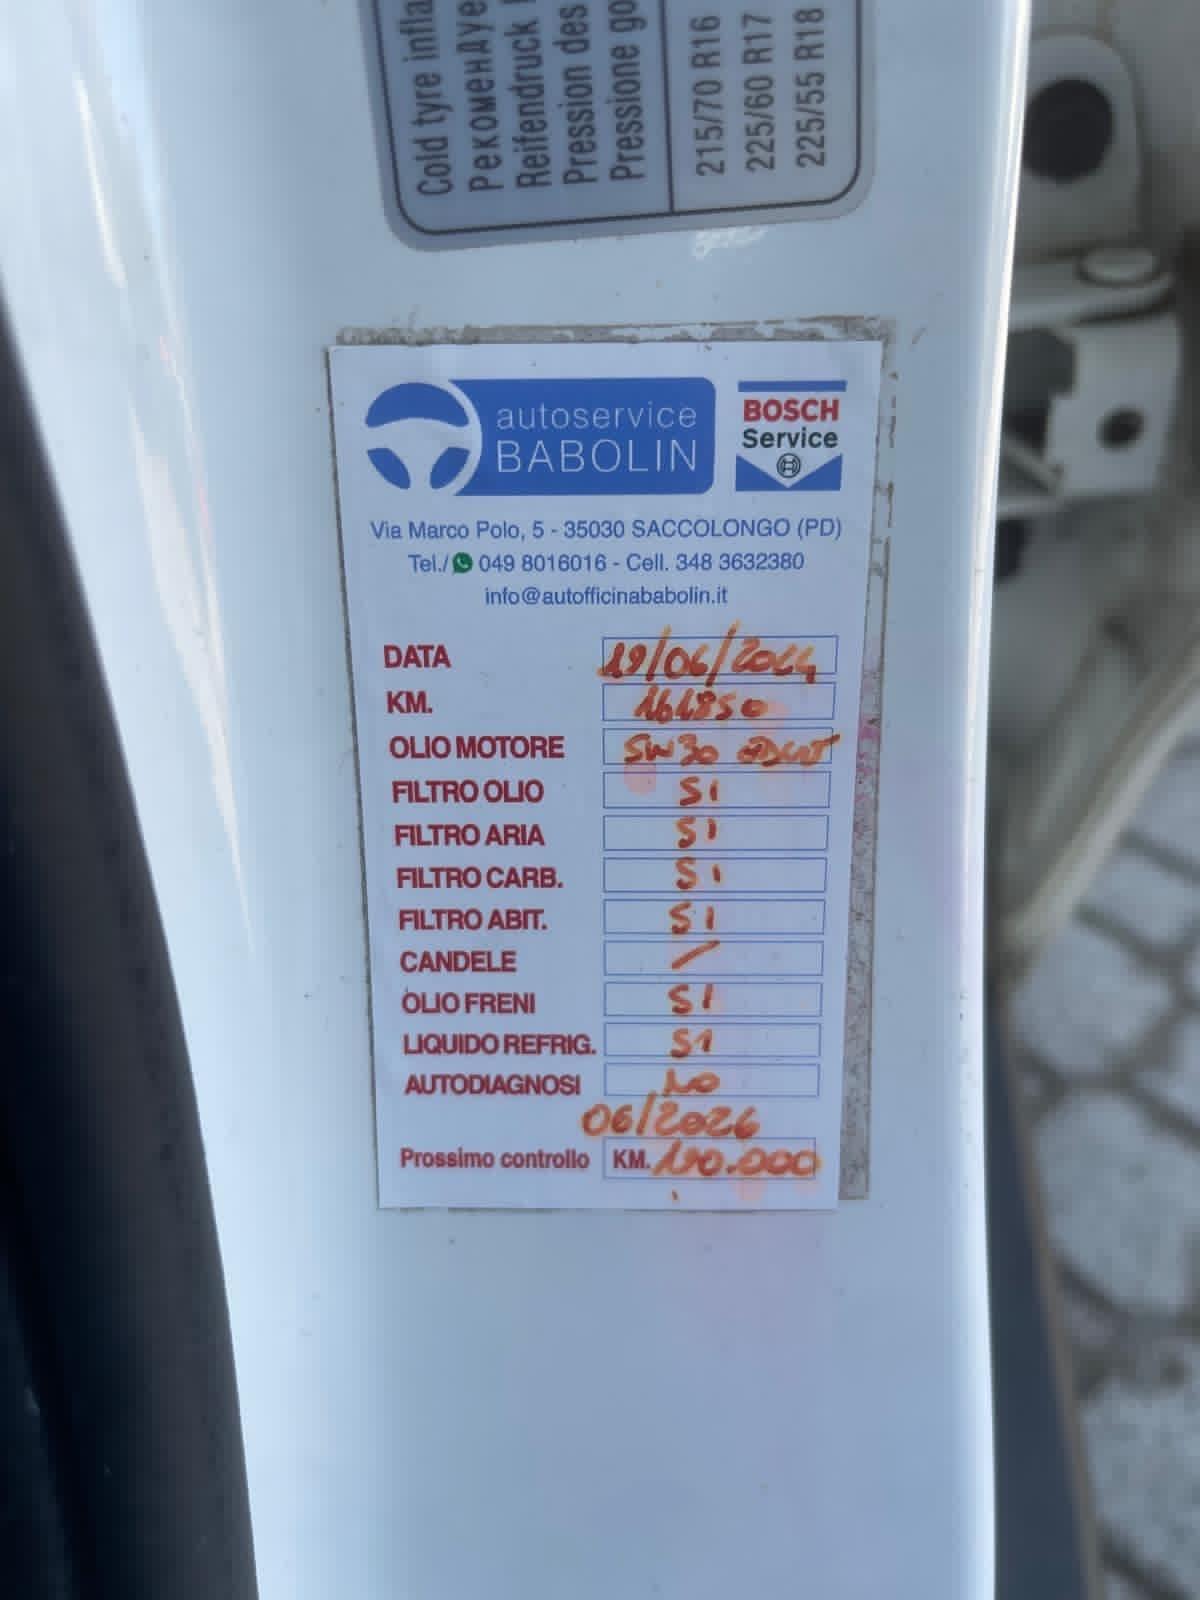 Cold tyre infla
Рекомендуе
Reifendruck
Pression des
Pressione go
215/70 R16
225/60 R17
225/55 R18
autoservice
BABOLIN
BOSCH
Service
Via Marco Polo, 5 - 35030 SACCOLONGO (PD)
Tel./ 049 8016016 - Cell. 348 3632380
info@autofficinababolin.it
DATA 19/06/2024
KM. 161850
OLIO MOTORE 5W30
FILTRO OLIO SI
FILTRO ARIA SI
FILTRO CARB. SI
FILTRO ABIT. SI
CANDELE /
OLIO FRENI SI
LIQUIDO REFRIG. SI
AUTODIAGNOSI NO
06/2026
Prossimo controllo KM. 190.000